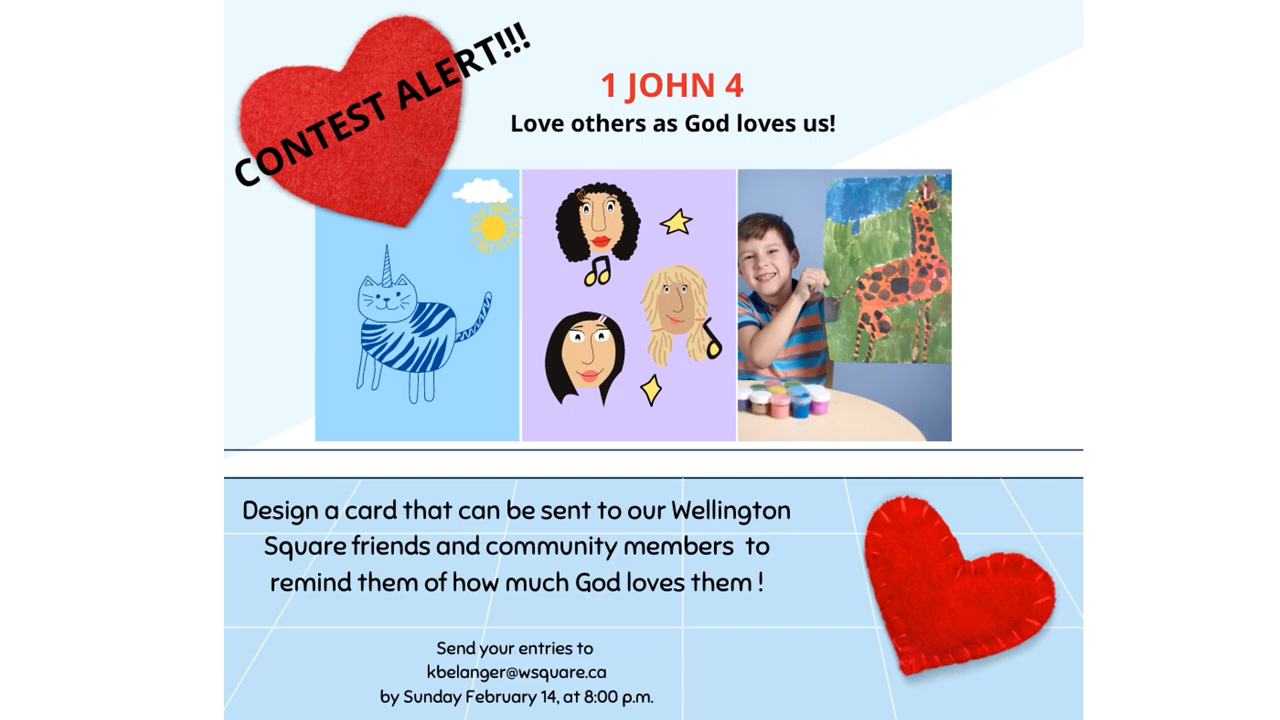 CONTEST ALERT!!!
1 JOHN 4
Love others as God loves us!
Design a card that can be sent to our Wellington
Square friends and community members to
remind them of how much God loves them !
Send your entries to
kbelanger@wsquare.ca
by Sunday February 14, at 8:00 p.m.